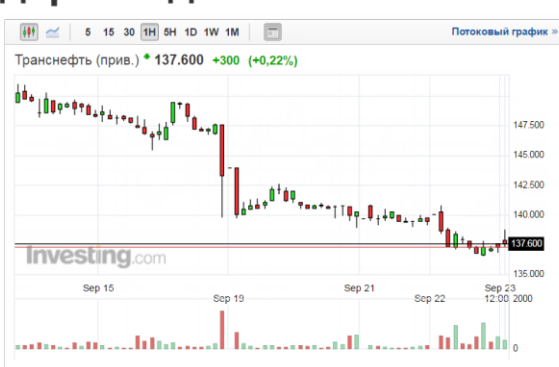 5 15 30 1H 5H 1D 1W 1M
Потоковый график »
Транснефть (прив.) 137.600 +300 (+0,22%)
147.500
145.000
142.500
140.000
137.600
135.000
Investing.com
Sep 15
Sep 19
Sep 21
Sep 22
Sep 23
12:00
2000
0